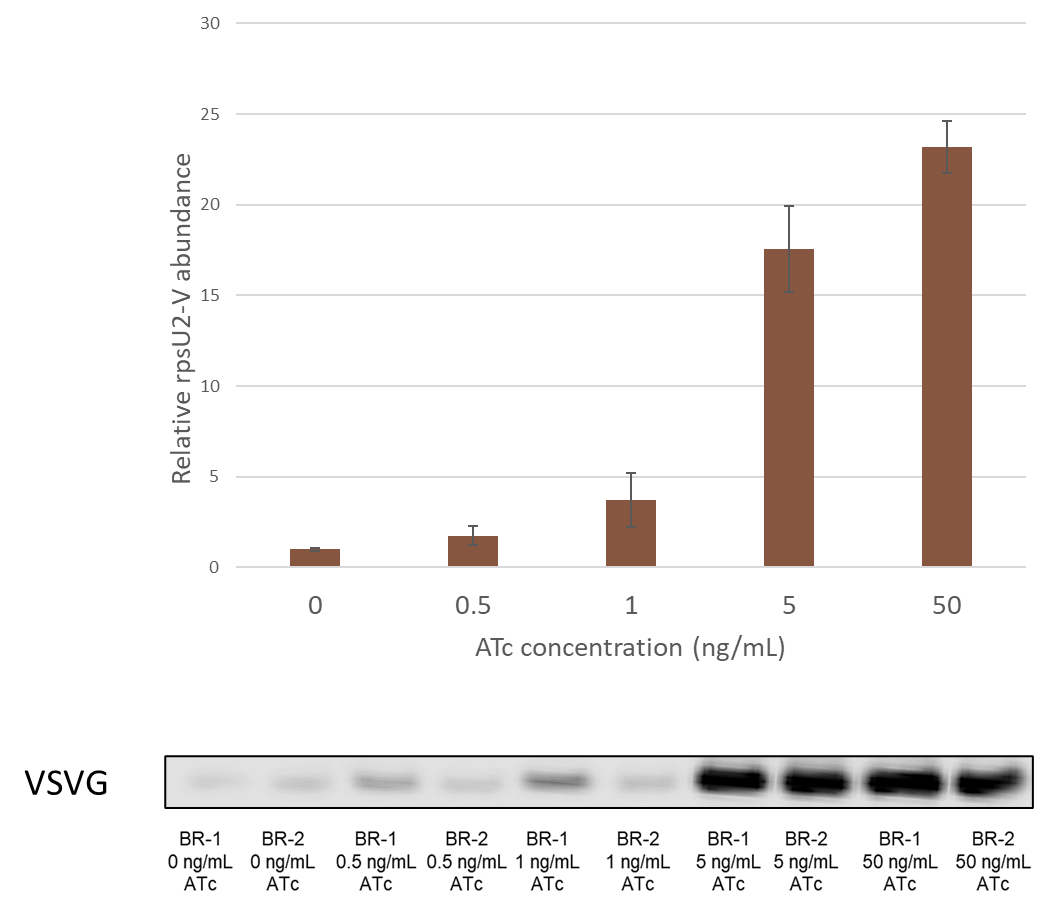 30
25
20
15
10
5
0
Relative rpsU2-V abundance
0 0.5 1 5 50
ATc concentration (ng/mL)
VSVG
BR-1 BR-2 BR-1 BR-2 BR-1 BR-2 BR-1 BR-2 BR-1 BR-2
0 ng/mL 0 ng/mL 0.5 ng/mL 0.5 ng/mL 1 ng/mL 1 ng/mL 5 ng/mL 5 ng/mL 50 ng/mL 50 ng/mL
ATc ATc ATc ATc ATc ATc ATc ATc ATc ATc